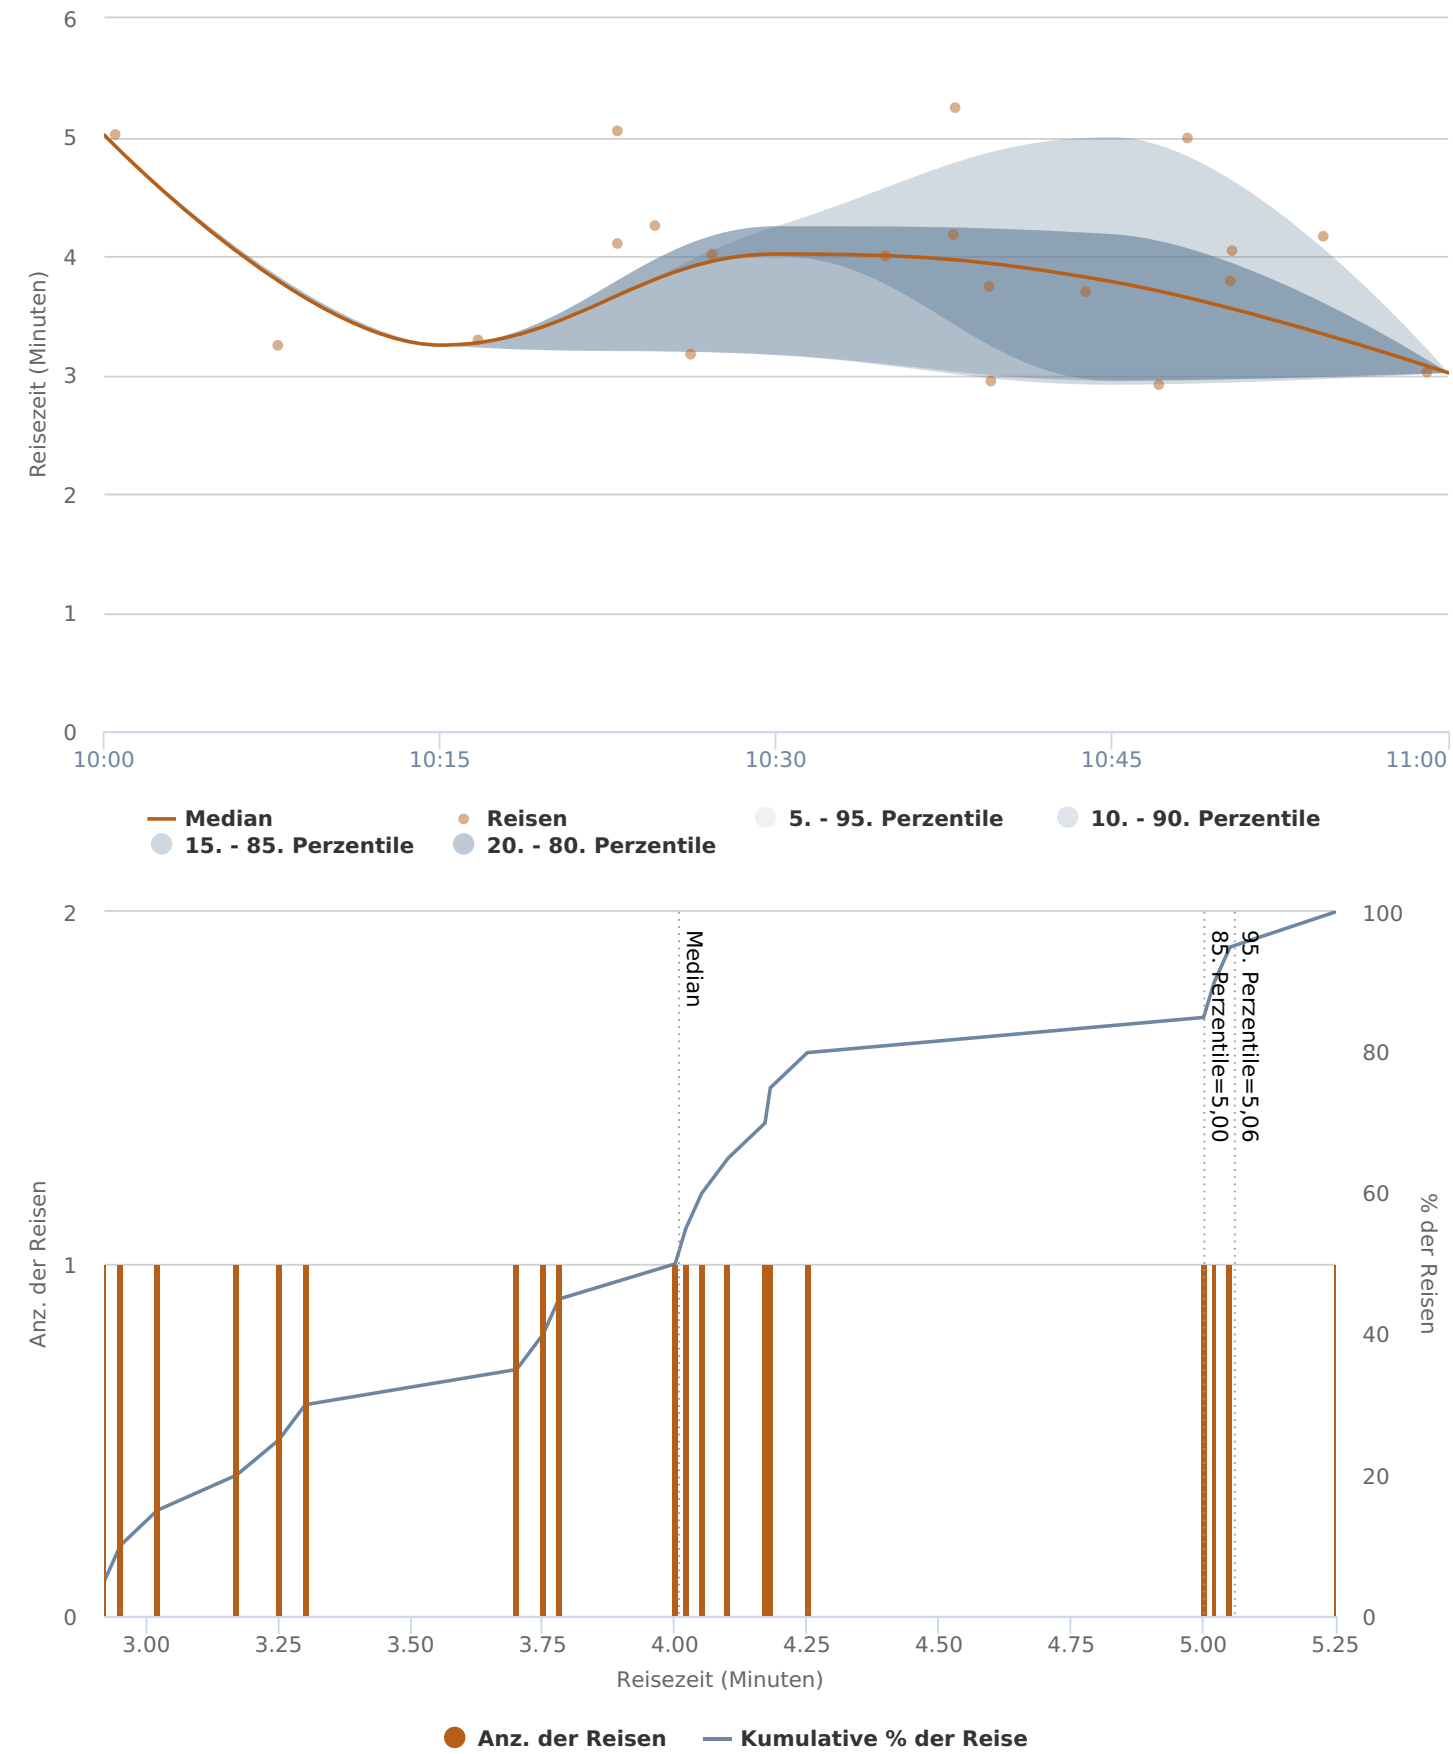 6
5
4
3
2
1
0
Reisezeit (Minuten)
10:00 10:15 10:30 10:45 11:00
Median Reisen 5. - 95. Perzentile 10. - 90. Perzentile
15. - 85. Perzentile 20. - 80. Perzentile
2
1
0
Anz. der Reisen
Median
85. Perzentile=5,00
95. Perzentile=5,06
100
80
60
40
20
0
% der Reisen
3.00 3.25 3.50 3.75 4.00 4.25 4.50 4.75 5.00 5.25
Reisezeit (Minuten)
Anz. der Reisen Kumulative % der Reise